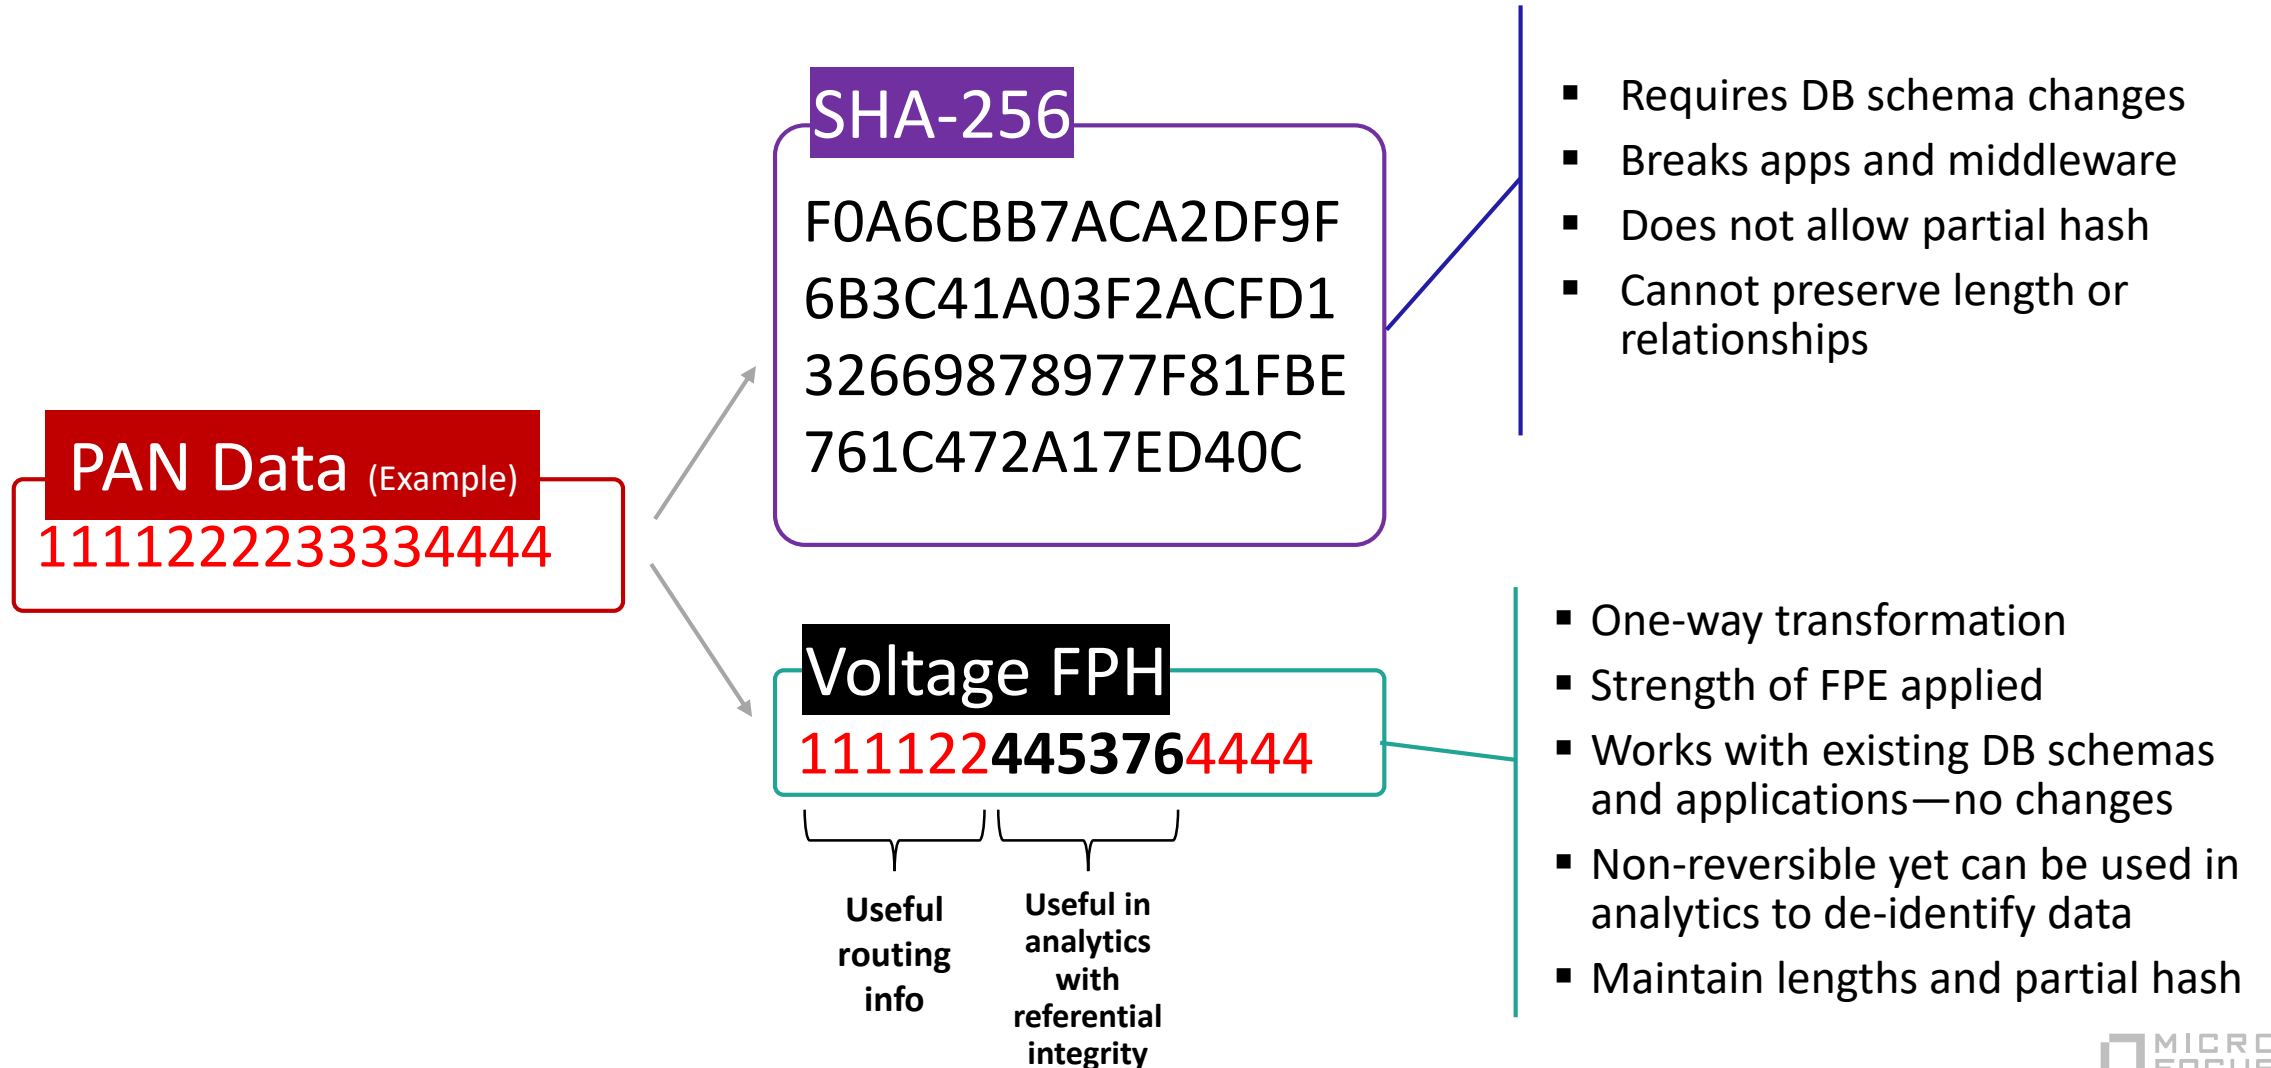 SHA-256
F0A6CBB7ACA2DF9F
6B3C41A03F2ACFD1
32669878977F81FBE
761C472A17ED40C
▪ Requires DB schema changes
▪ Breaks apps and middleware
▪ Does not allow partial hash
▪ Cannot preserve length or
relationships
PAN Data (Example)
1111222233334444
Voltage FPH
1111224453764444
Useful
routing
info
Useful in
analytics
with
referential
integrity
▪ One-way transformation
▪ Strength of FPE applied
▪ Works with existing DB schemas
and applications—no changes
▪ Non-reversible yet can be used in
analytics to de-identify data
▪ Maintain lengths and partial hash
MICRO
FOCUS